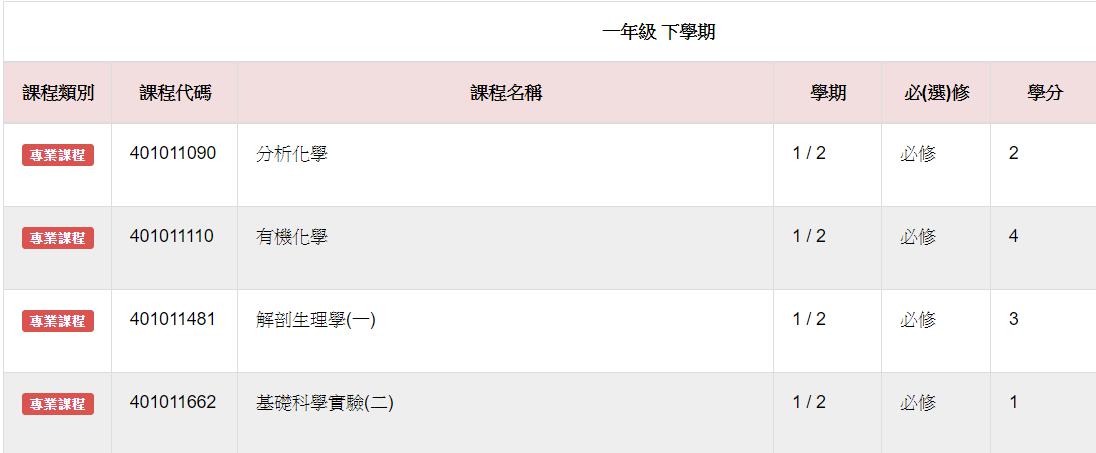 一年級 下學期
課程類別 課程代碼 課程名稱 學期 必(選)修 學分
專業課程 401011090 分析化學 1 / 2 必修 2
專業課程 401011110 有機化學 1 / 2 必修 4
專業課程 401011481 解剖生理學(一) 1 / 2 必修 3
專業課程 401011662 基礎科學實驗(二) 1 / 2 必修 1